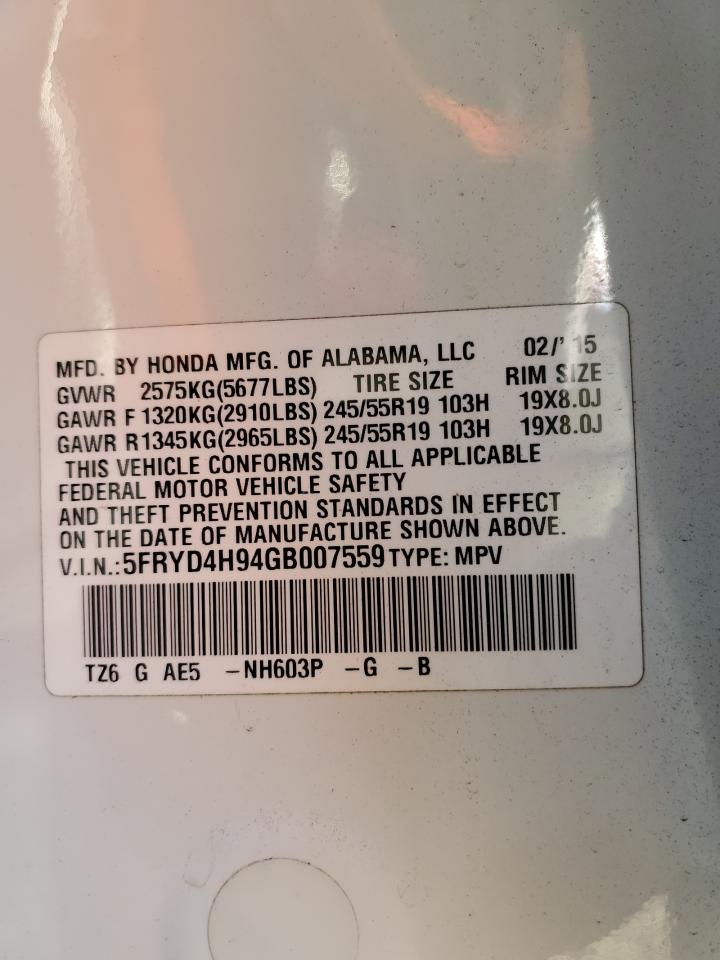 MFD. BY HONDA MFG. OF ALABAMA, LLC 02/' 15
GVWR 2575KG(5677LBS) TIRE SIZE RIM SIZE
GAWR F 1320KG(2910LBS) 245/55R19 103H 19X8.0J
GAWR R1345KG(2965LBS) 245/55R19 103H 19X8.0J
THIS VEHICLE CONFORMS TO ALL APPLICABLE
FEDERAL MOTOR VEHICLE SAFETY
AND THEFT PREVENTION STANDARDS IN EFFECT
ON THE DATE OF MANUFACTURE SHOWN ABOVE.
V.I.N.:5FRYD4H94GB007559 TYPE: MPV
TZ6 G AE5 -NH603P -G -B